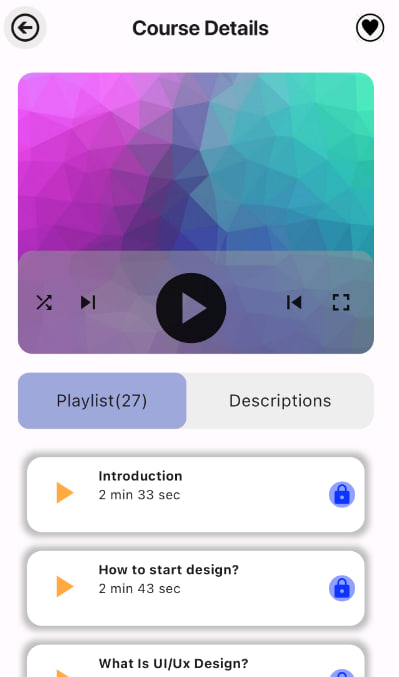 Course Details
Playlist(27)
Descriptions
Introduction
2 min 33 sec
How to start design?
2 min 43 sec
What Is UI/Ux Design?